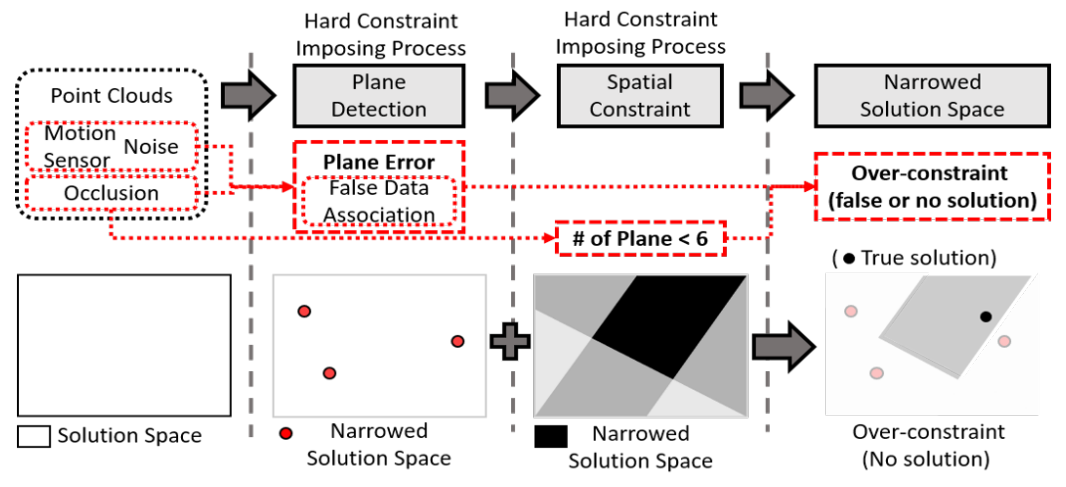 Hard Constraint
Imposing Process
Hard Constraint
Imposing Process
Point Clouds
Motion
Sensor
Noise
Occlusion
Plane
Detection
Spatial
Constraint
Narrowed
Solution Space
Plane Error
False Data
Association
# of Plane < 6
Over-constraint
(false or no solution)
( ● True solution)
Solution Space
Narrowed
Solution Space
Narrowed
Solution Space
Over-constraint
(No solution)